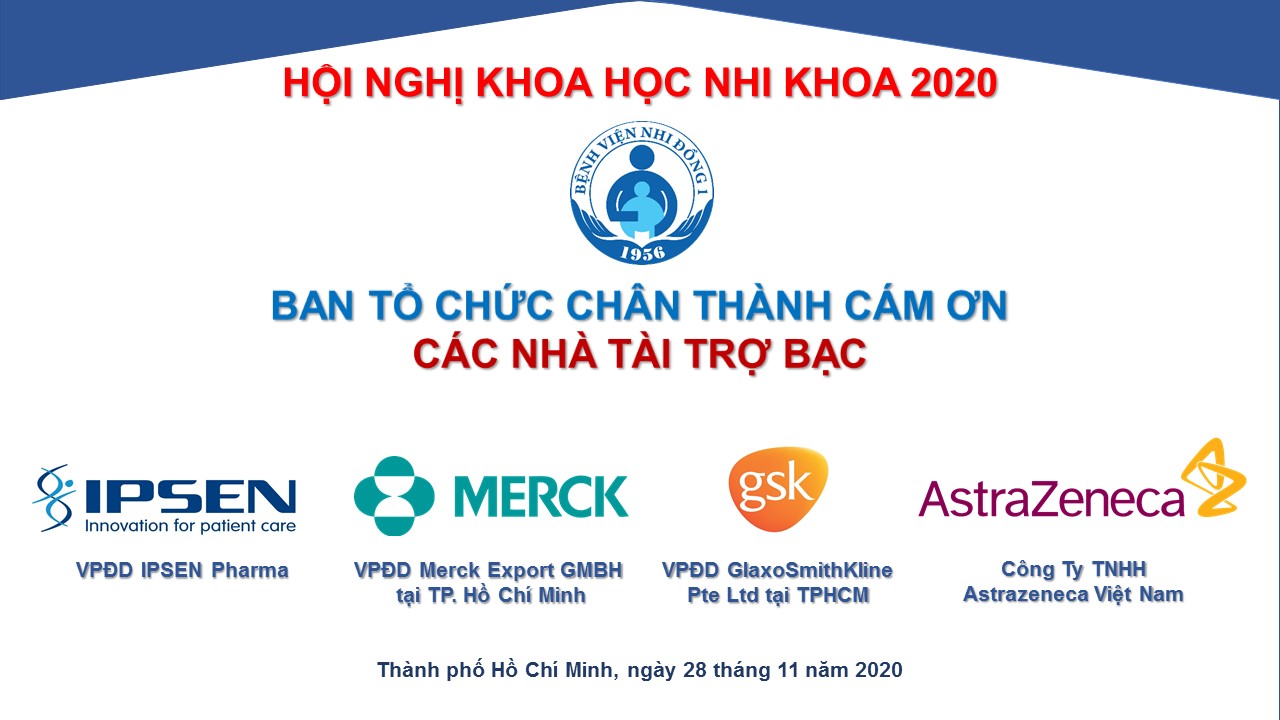 HỘI NGHỊ KHOA HỌC NHI KHOA 2020
BỆNH VIỆN NHI ĐỒNG 1
1956
BAN TỔ CHỨC CHÂN THÀNH CÁM ƠN
CÁC NHÀ TÀI TRỢ BẠC
IPSEN
Innovation for patient care
MERCK
gsk
AstraZeneca
VPĐD IPSEN Pharma
VPĐD Merck Export GMBH
tại TP. Hồ Chí Minh
VPĐD GlaxoSmithKline
Pte Ltd tại TPHCM
Công Ty TNHH
Astrazeneca Việt Nam
Thành phố Hồ Chí Minh, ngày 28 tháng 11 năm 2020